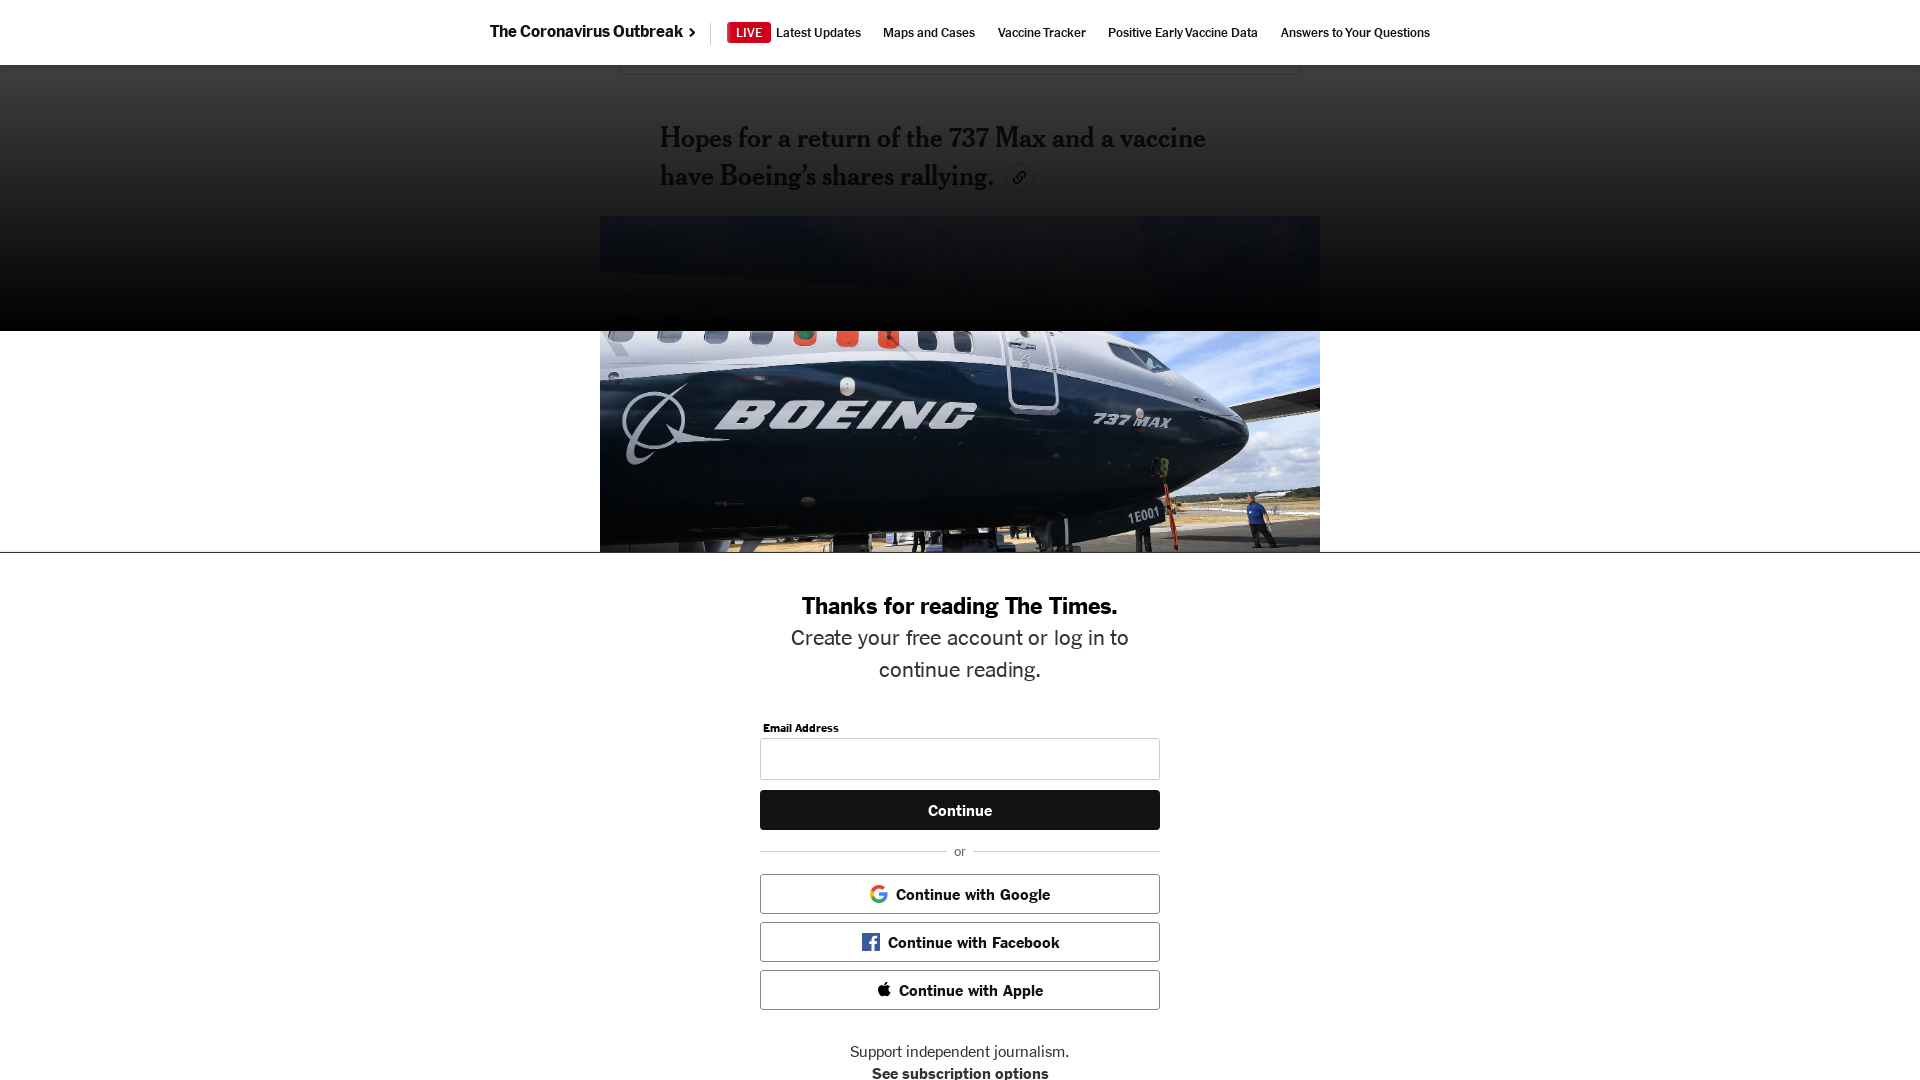 The Coronavirus Outbreak
LIVE Latest Updates
Maps and Cases
Vaccine Tracker
Positive Early Vaccine Data
Answers to Your Questions
Hopes for a return of the 737 Max and a vaccine
have Boeing’s shares rallying.
BOEING
737 MAX
1E001
Thanks for reading The Times.
Create your free account or log in to
continue reading.
Email Address
Continue
or
Continue with Google
Continue with Facebook
Continue with Apple
Support independent journalism.
See subscription options